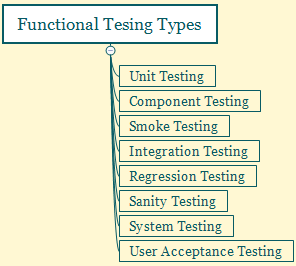 Functional Tesing Types
Unit Testing
Component Testing
Smoke Testing
Integration Testing
Regression Testing
Sanity Testing
System Testing
User Acceptance Testing